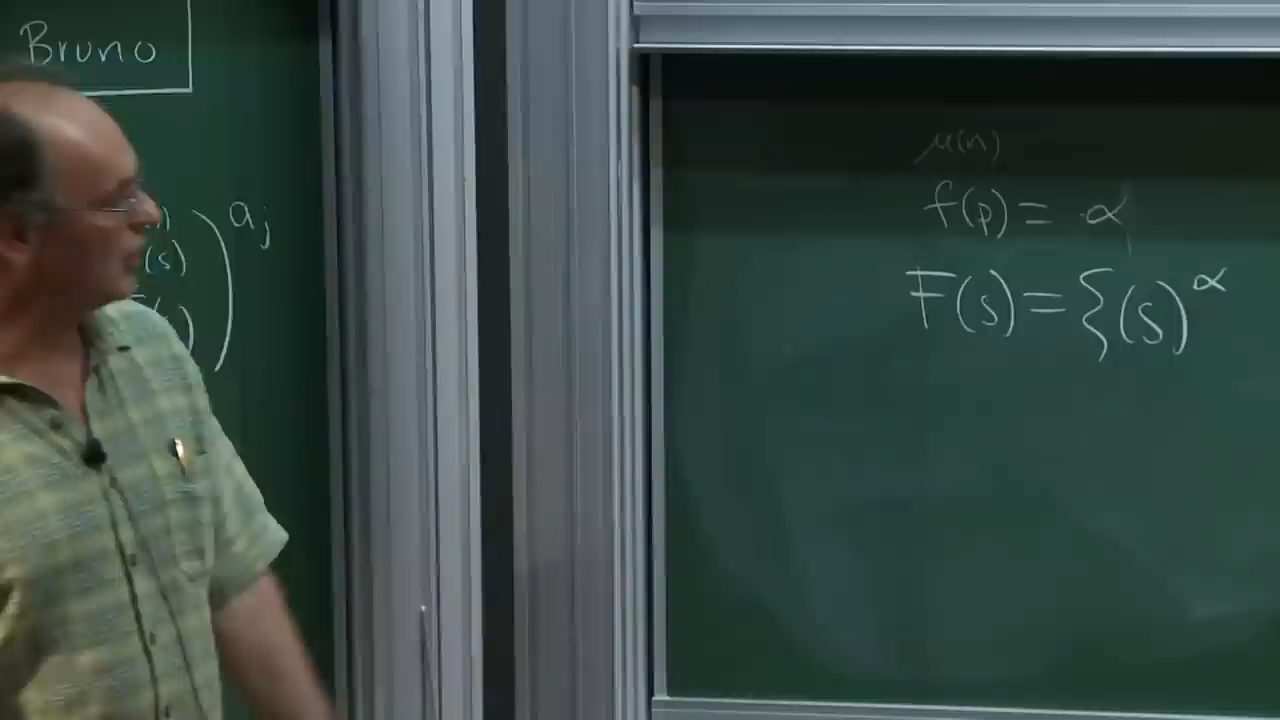 Bruno
(s)
)^{a_j}
μ(n)
f(p) = α
F(s) = ζ(s)^α